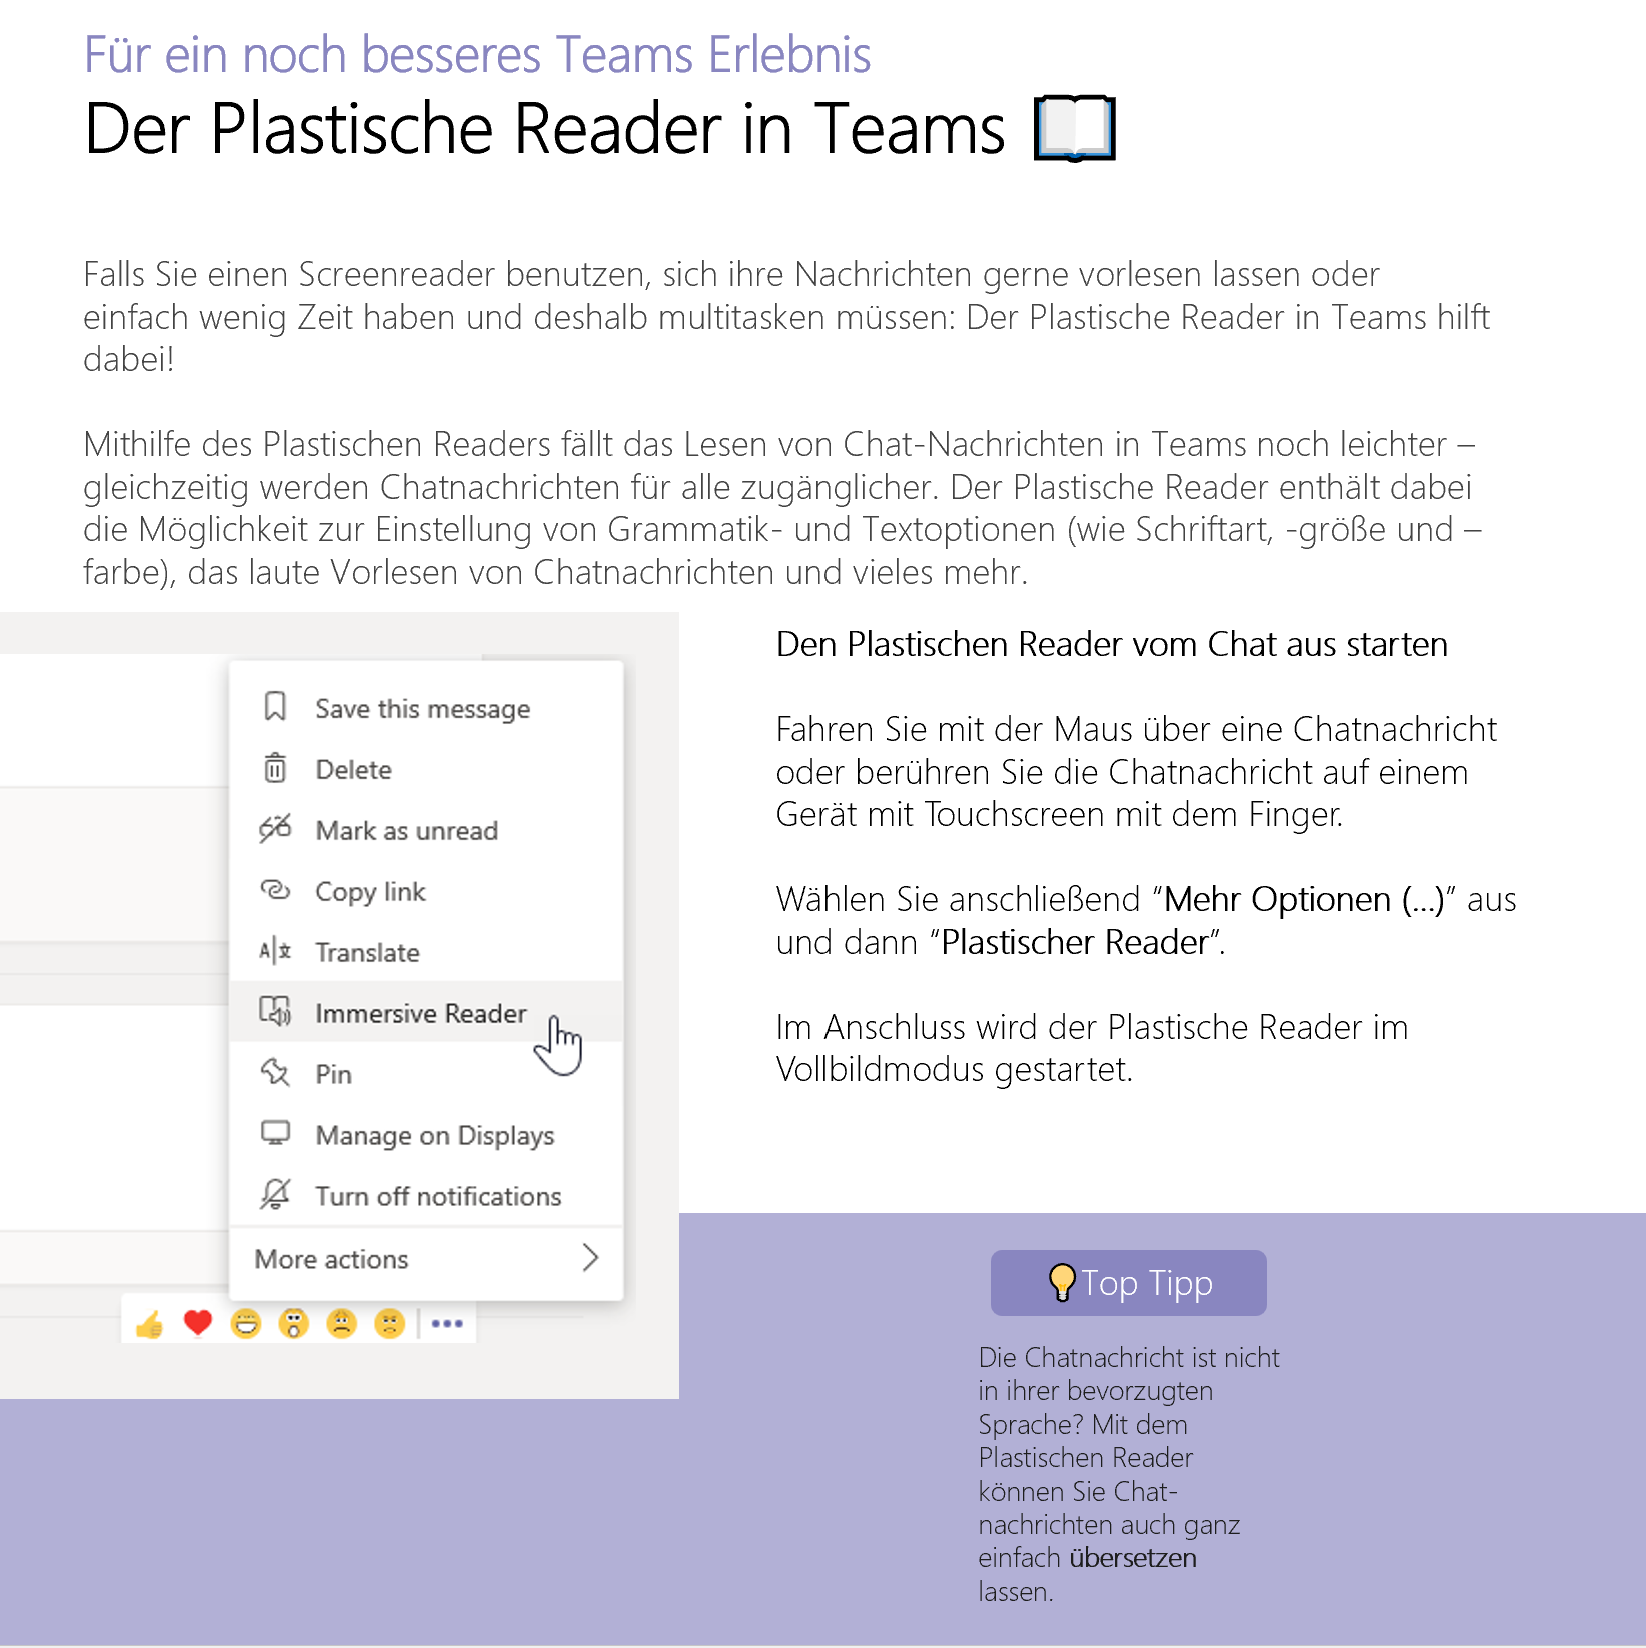 Für ein noch besseres Teams Erlebnis
Der Plastische Reader in Teams
Falls Sie einen Screenreader benutzen, sich ihre Nachrichten gerne vorlesen lassen oder
einfach wenig Zeit haben und deshalb multitasken müssen: Der Plastische Reader in Teams hilft
dabei!
Mithilfe des Plastischen Readers fällt das Lesen von Chat-Nachrichten in Teams noch leichter –
gleichzeitig werden Chatnachrichten für alle zugänglicher. Der Plastische Reader enthält dabei
die Möglichkeit zur Einstellung von Grammatik- und Textoptionen (wie Schriftart, -größe und –
farbe), das laute Vorlesen von Chatnachrichten und vieles mehr.
Save this message
Delete
Mark as unread
Copy link
Translate
Immersive Reader
Pin
Manage on Displays
Turn off notifications
More actions
Den Plastischen Reader vom Chat aus starten
Fahren Sie mit der Maus über eine Chatnachricht
oder berühren Sie die Chatnachricht auf einem
Gerät mit Touchscreen mit dem Finger.
Wählen Sie anschließend “Mehr Optionen (...)” aus
und dann “Plastischer Reader”.
Im Anschluss wird der Plastische Reader im
Vollbildmodus gestartet.
Top Tipp
Die Chatnachricht ist nicht
in ihrer bevorzugten
Sprache? Mit dem
Plastischen Reader
können Sie Chat-
nachrichten auch ganz
einfach übersetzen
lassen.